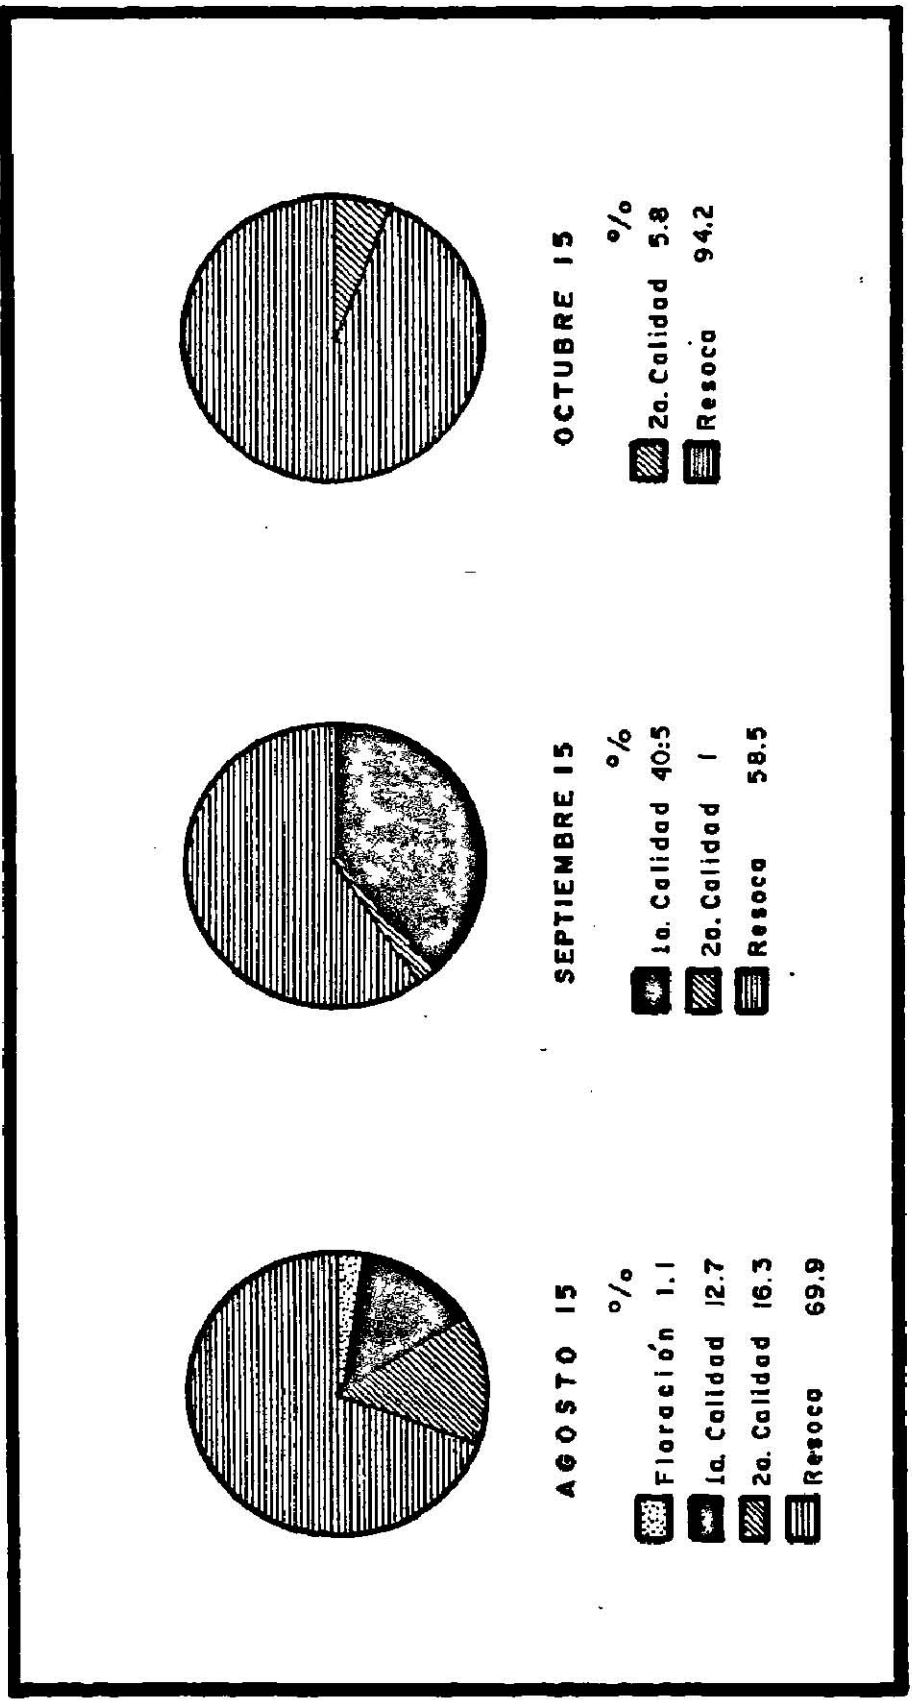 AGOSTO 15
%
Floración 1.1
1a. Calidad 12.7
2a. Calidad 16.3
Resoca 69.9
SEPTIEMBRE 15
%
1a. Calidad 40.5
2a. Calidad 1
Resoca 58.5
OCTUBRE 15
%
2a. Calidad 5.8
Resoca 94.2